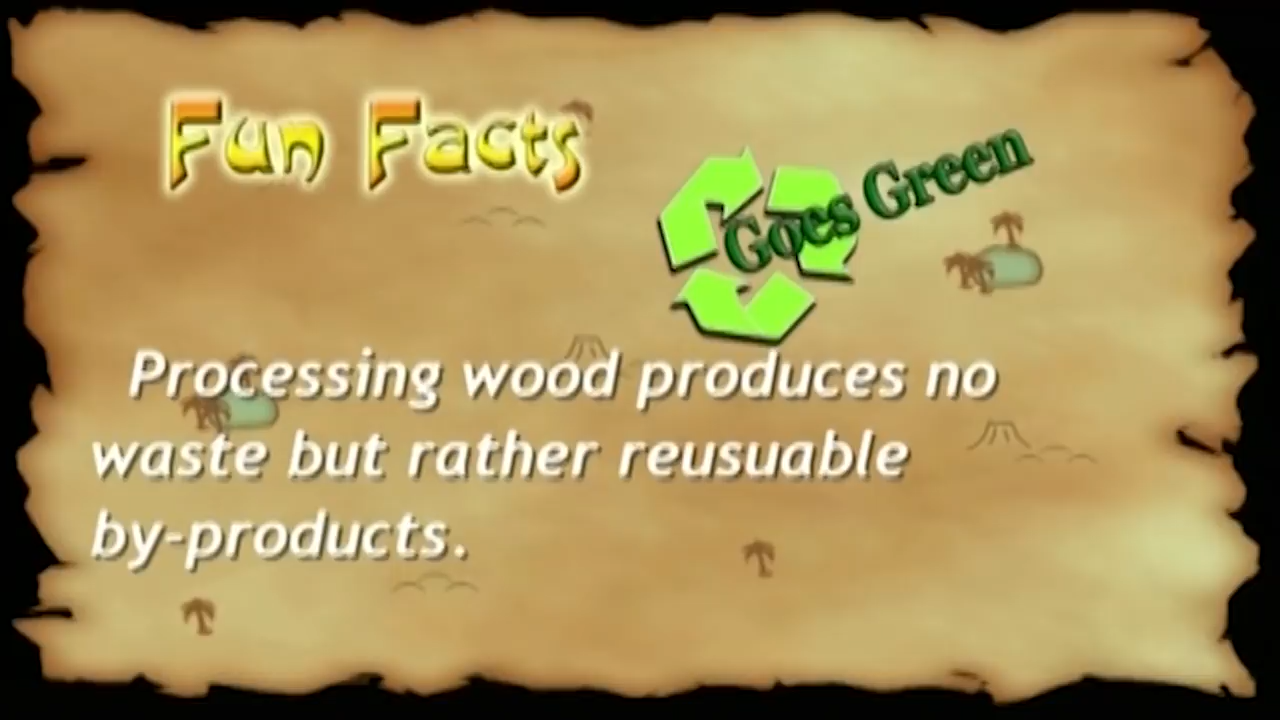 Fun Facts
Goes Green
Processing wood produces no
waste but rather reusuable
by-products.